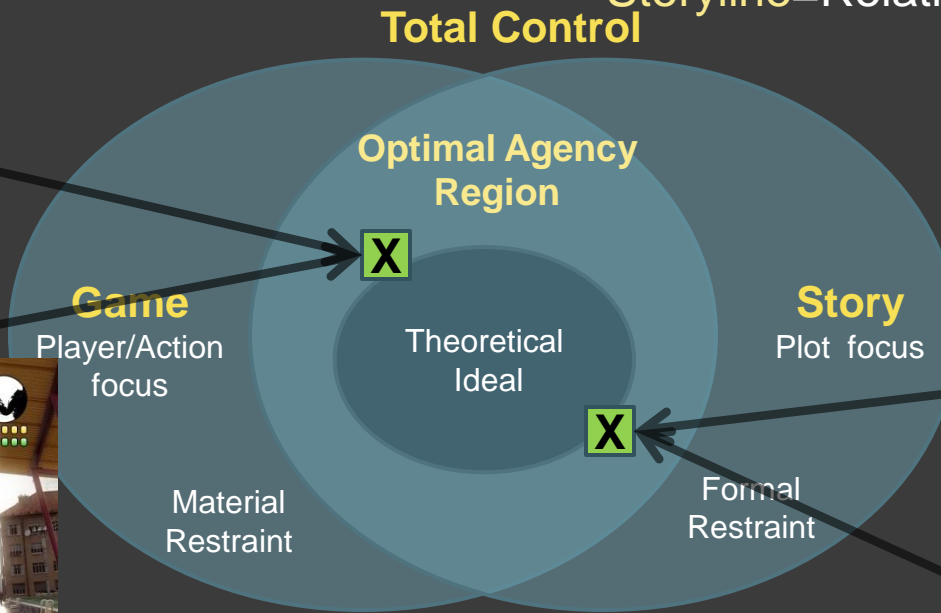 Total Control
Optimal Agency
Region
X
Game
Player/Action
focus
Theoretical
Ideal
Story
Plot focus
X
Material
Restraint
Formal
Restraint